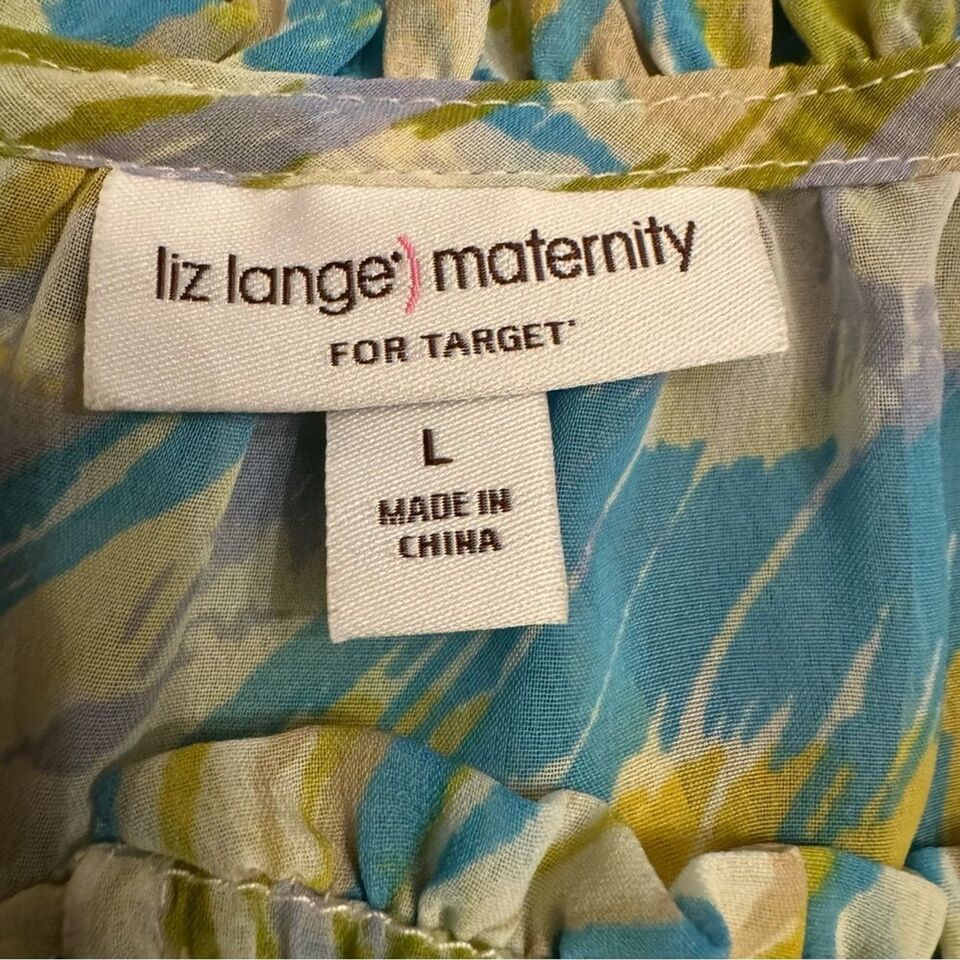 liz lange) maternity
FOR TARGET
L
MADE IN
CHINA